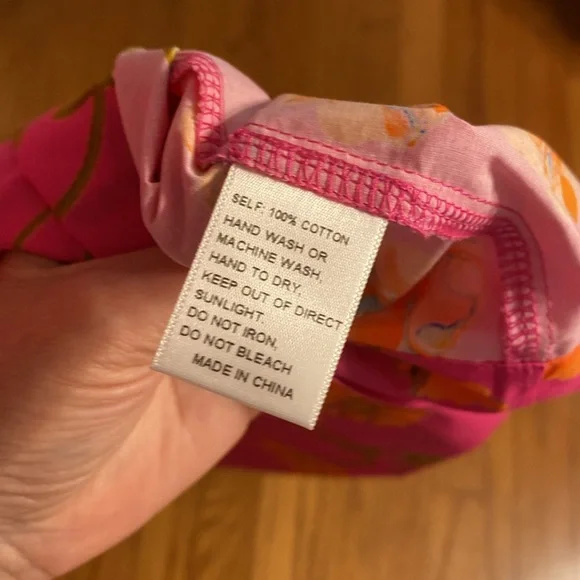 SELF: 100% COTTON
HAND WASH OR
MACHINE WASH,
HAND TO DRY,
KEEP OUT OF DIRECT
SUNLIGHT.
DO NOT IRON,
DO NOT BLEACH
MADE IN CHINA